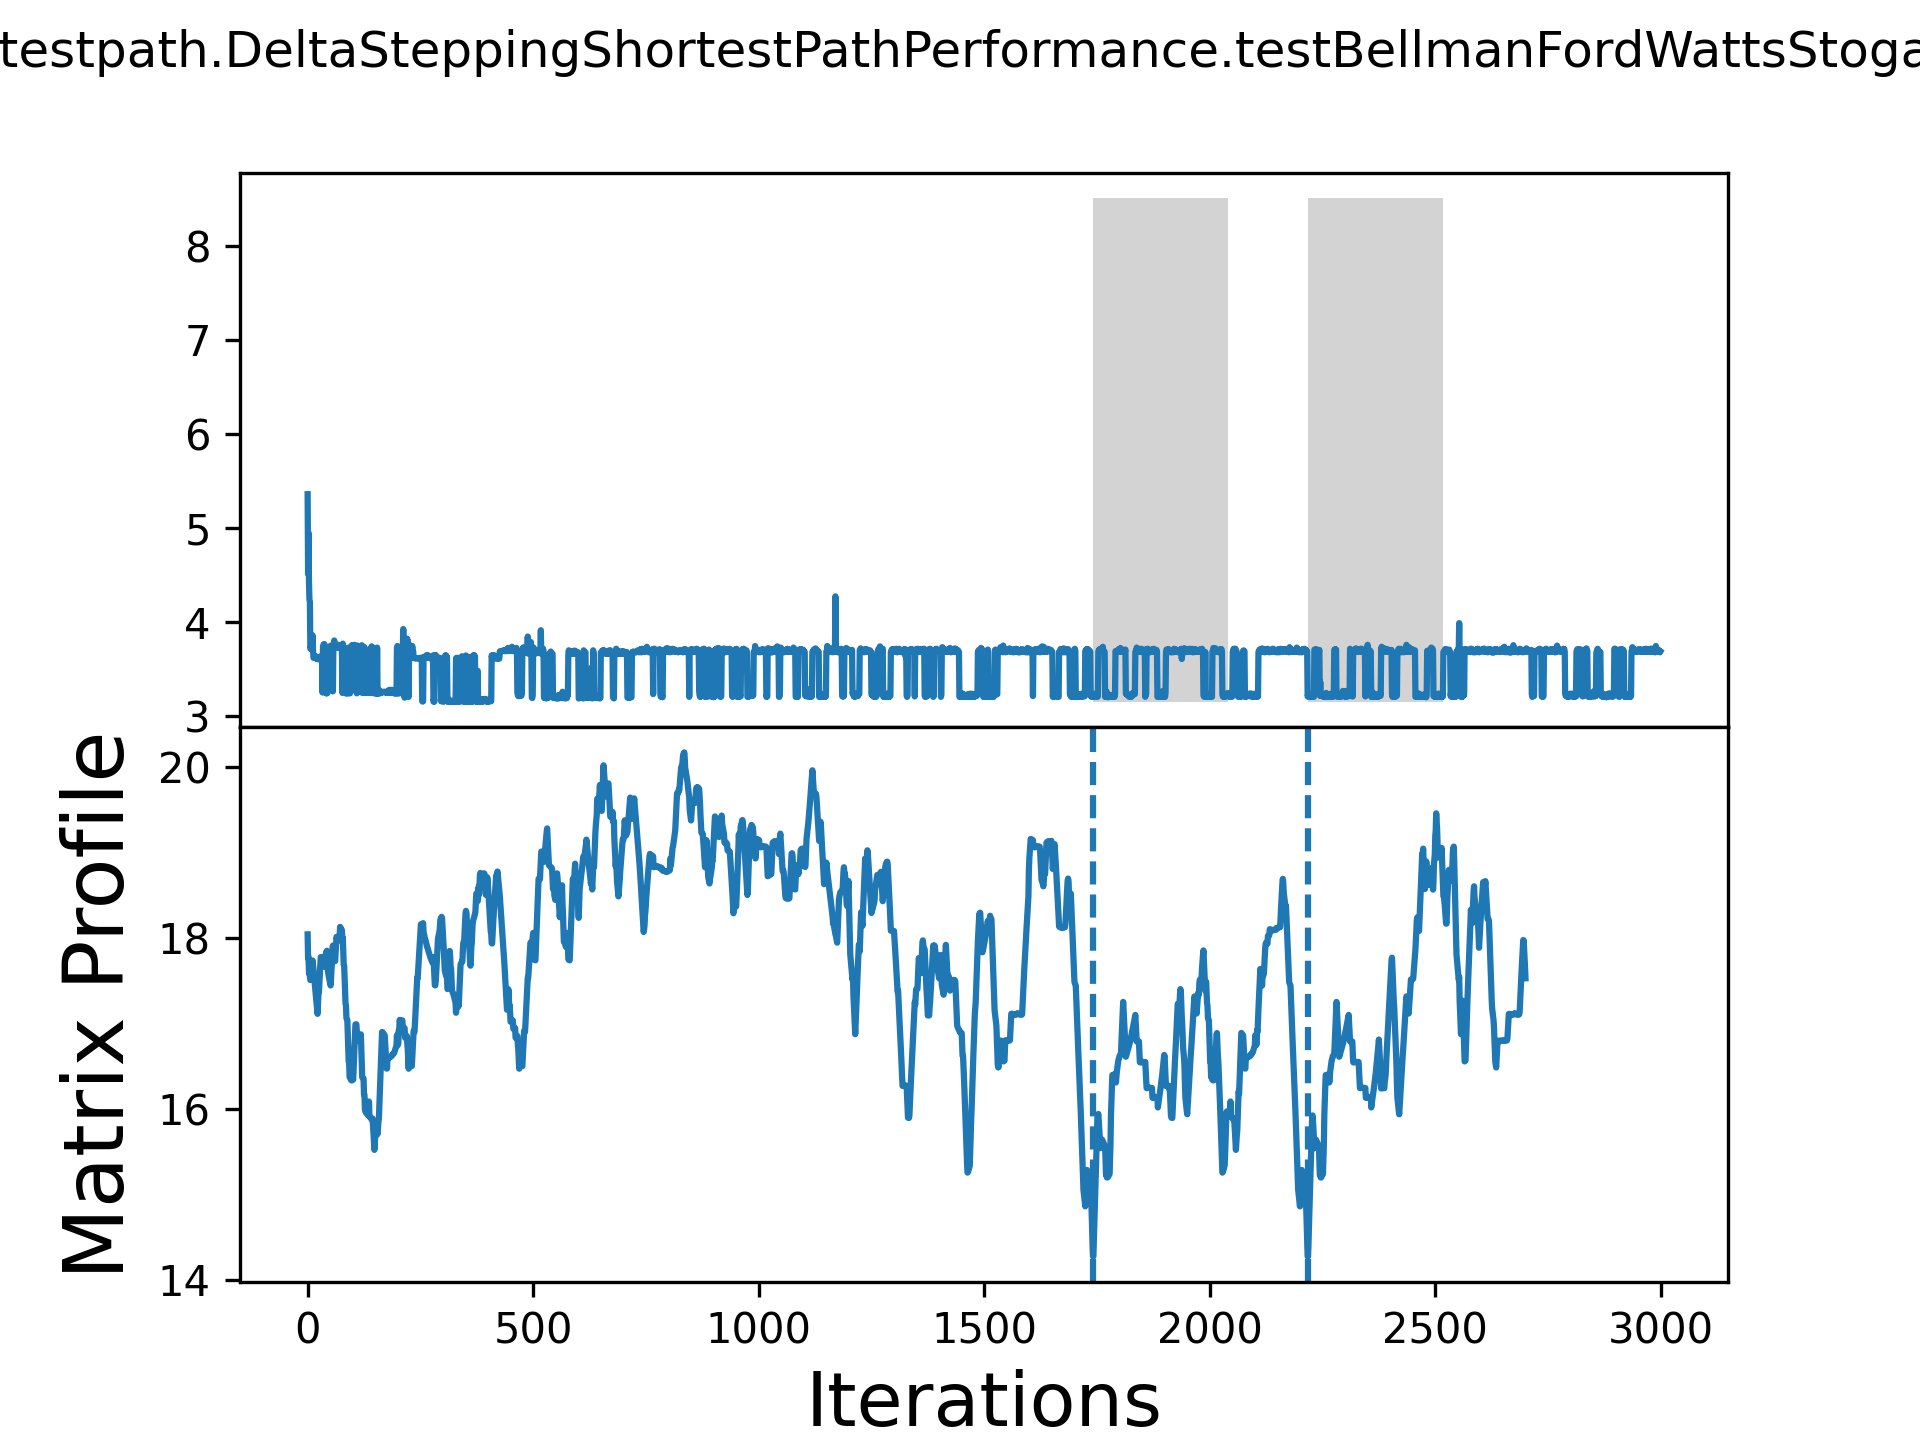 testpath.DeltaSteppingShortestPathPerformance.testBellmanFordWattsStoga
8
7
6
5
4
3
Matrix Profile
20
18
16
14
0 500 1000 1500 2000 2500 3000
Iterations